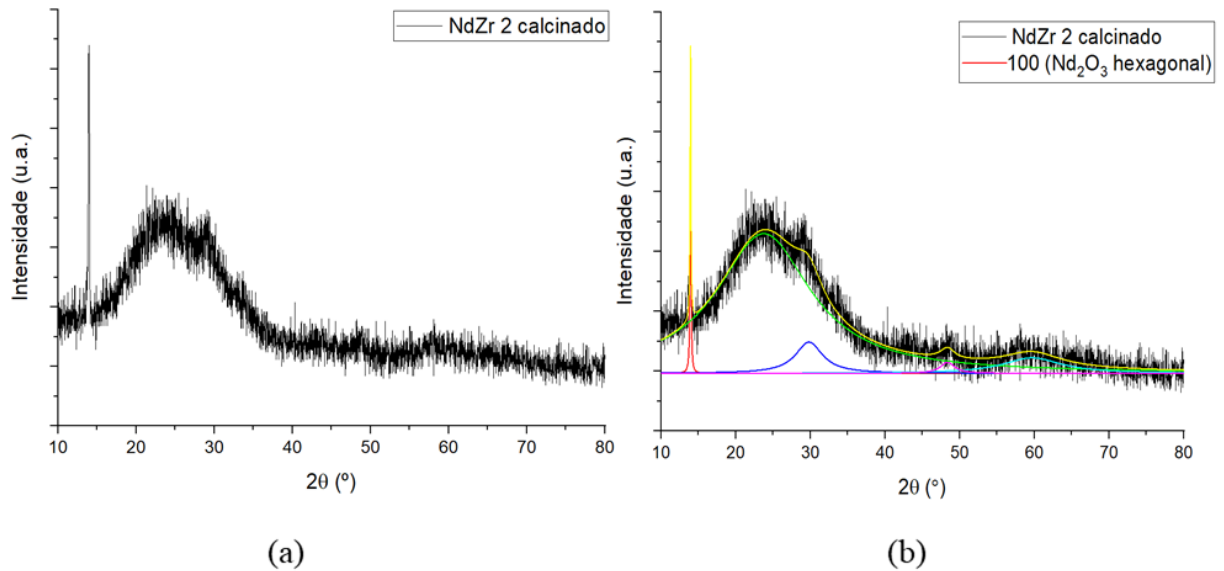 NdZr 2 calcinado
Intensidade (u.a.)
10 20 30 40 50 60 70 80
2θ (º)
(a)
NdZr 2 calcinado
100 (Nd₂O₃ hexagonal)
Intensidade (u.a.)
10 20 30 40 50 60 70 80
2θ (°)
(b)